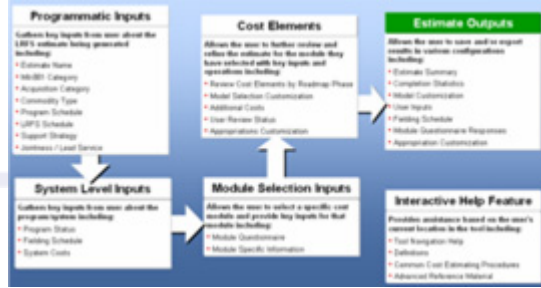 Programmatic Inputs
Gathers key inputs from user about the
LRFS estimate being generated
including:
• Estimate Name
• Mil-881 Category
• Acquisition Category
• Commodity Type
• Program Schedule
• LRFS Schedule
• Support Strategy
• Jointness / Lead Service
System Level Inputs
Gathers key inputs from user about the
program/system including:
• Program Status
• Fielding Schedule
• System Costs
Cost Elements
Allows the user to further review and
refine the estimate for the module they
have selected with key inputs and
operations including:
• Review Cost Elements by Roadmap Phase
• Model Selection Customization
• Additional Costs
• User Review Status
• Appropriations Customization
Module Selection Inputs
Allows the user to select a specific cost
module and provide key inputs for that
module including:
• Module Questionnaire
• Module Specific Information
Estimate Outputs
Allows the user to save and/or export
results in various configurations
including:
• Estimate Summary
• Completion Statistics
• Model Customization
• User Inputs
• Fielding Schedule
• Module Questionnaire Responses
• Appropriation Customization
Interactive Help Feature
Provides assistance based on the user's
current location in the tool including:
• Tool Navigation Help
• Definitions
• Common Cost Estimating Procedures
• Advanced Reference Material